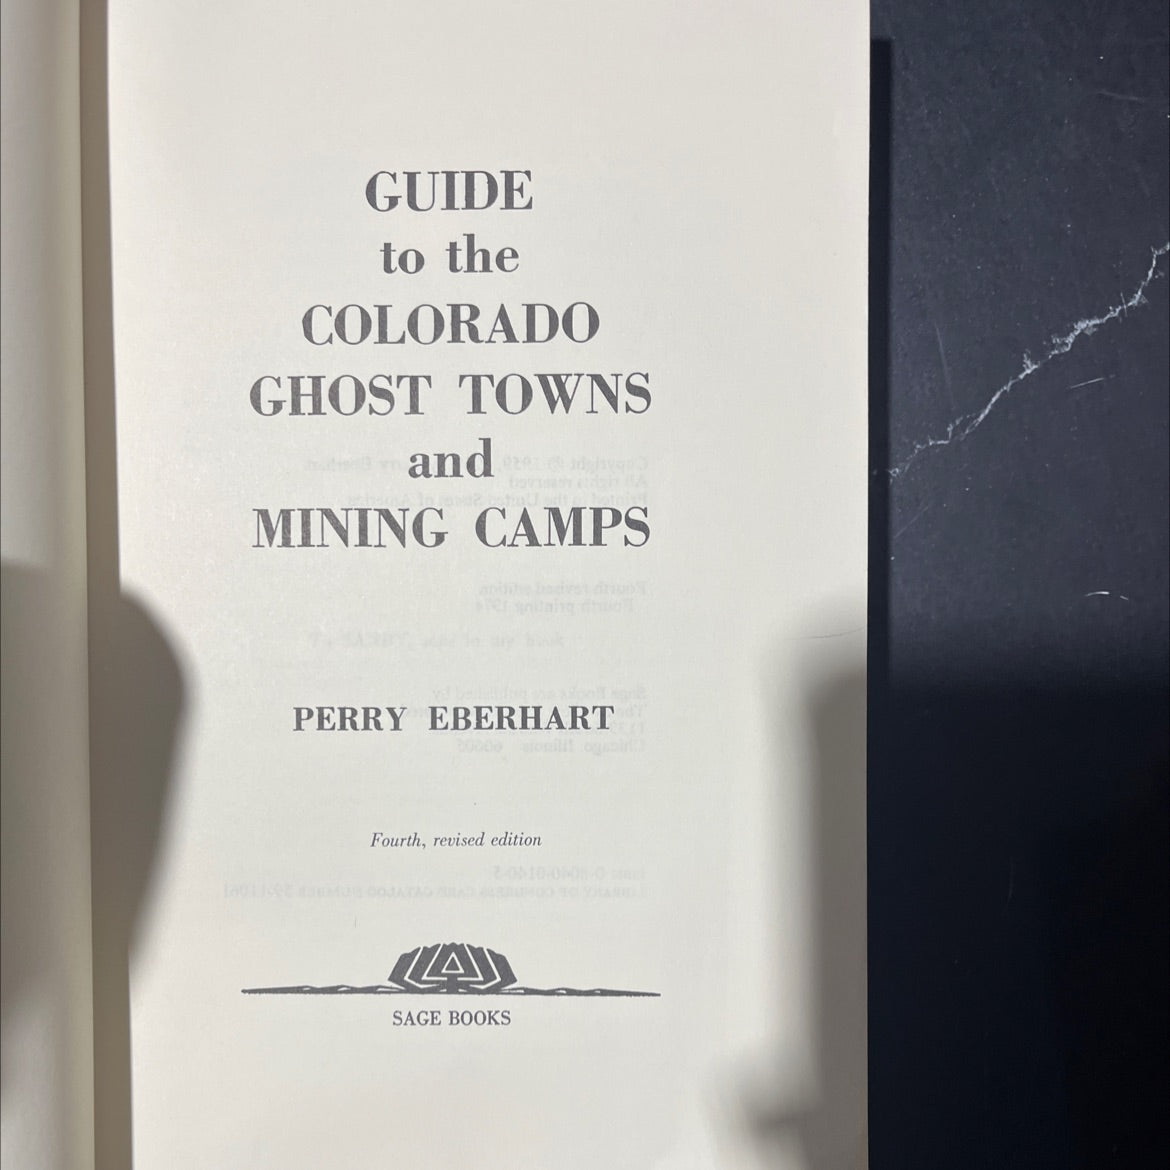 GUIDE
to the
COLORADO
GHOST TOWNS
and
MINING CAMPS
PERRY EBERHART
Fourth, revised edition
SAGE BOOKS